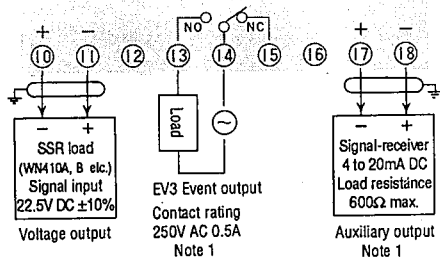 NO NC
+ − + −
10 11 12 13 14 15 16 17 18
− +
SSR load
(WN410A, B etc.)
Signal input
22.5V DC ±10%
Voltage output
Load
EV3 Event output
Contact rating
250V AC 0.5A
Note 1
− +
Signal-receiver
4 to 20mA DC
Load resistance
600Ω max.
Auxiliary output
Note 1